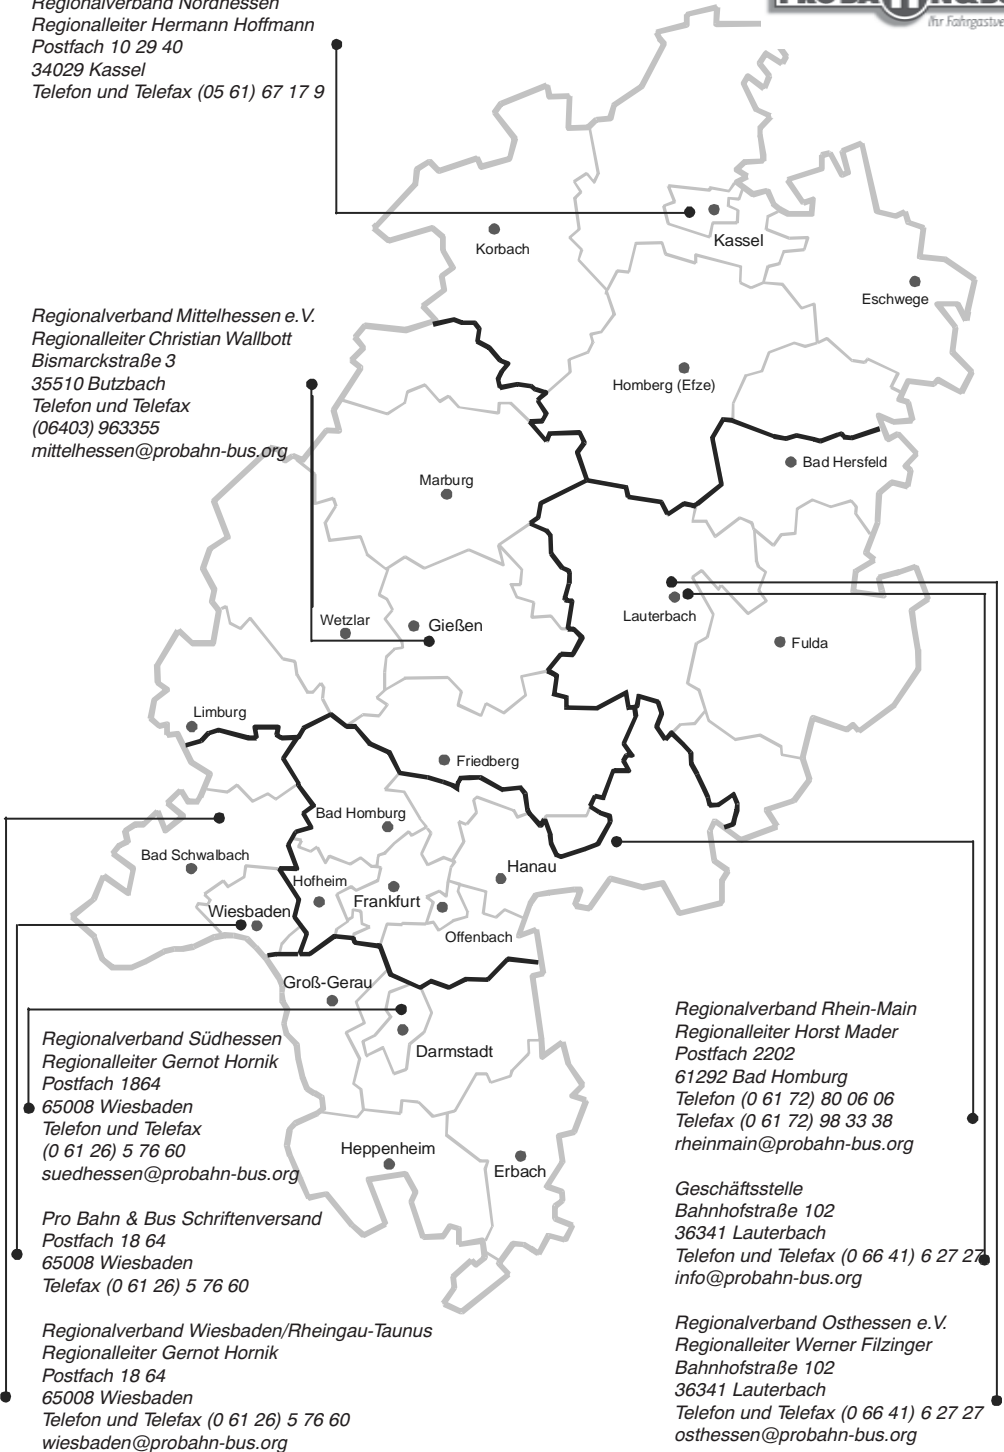 Regionalverband Nordhessen
Regionalleiter Hermann Hoffmann
Postfach 10 29 40
34029 Kassel
Telefon und Telefax (05 61) 67 17 9
Ihr Fahrgastve
Korbach
Kassel
Eschwege
Regionalverband Mittelhessen e.V.
Regionalleiter Christian Wallbott
Bismarckstraße 3
35510 Butzbach
Telefon und Telefax
(06403) 963355
mittelhessen@probahn-bus.org
Homberg (Efze)
Bad Hersfeld
Marburg
Lauterbach
Wetzlar
Gießen
Fulda
Limburg
Friedberg
Bad Homburg
Bad Schwalbach
Hanau
Hofheim
Frankfurt
Wiesbaden
Offenbach
Groß-Gerau
Darmstadt
Heppenheim
Erbach
Regionalverband Südhessen
Regionalleiter Gernot Hornik
Postfach 1864
65008 Wiesbaden
Telefon und Telefax
(0 61 26) 5 76 60
suedhessen@probahn-bus.org
Pro Bahn & Bus Schriftenversand
Postfach 18 64
65008 Wiesbaden
Telefax (0 61 26) 5 76 60
Regionalverband Wiesbaden/Rheingau-Taunus
Regionalleiter Gernot Hornik
Postfach 18 64
65008 Wiesbaden
Telefon und Telefax (0 61 26) 5 76 60
wiesbaden@probahn-bus.org
Regionalverband Rhein-Main
Regionalleiter Horst Mader
Postfach 2202
61292 Bad Homburg
Telefon (0 61 72) 80 06 06
Telefax (0 61 72) 98 33 38
rheinmain@probahn-bus.org
Geschäftsstelle
Bahnhofstraße 102
36341 Lauterbach
Telefon und Telefax (0 66 41) 6 27 27
info@probahn-bus.org
Regionalverband Osthessen e.V.
Regionalleiter Werner Filzinger
Bahnhofstraße 102
36341 Lauterbach
Telefon und Telefax (0 66 41) 6 27 27
osthessen@probahn-bus.org